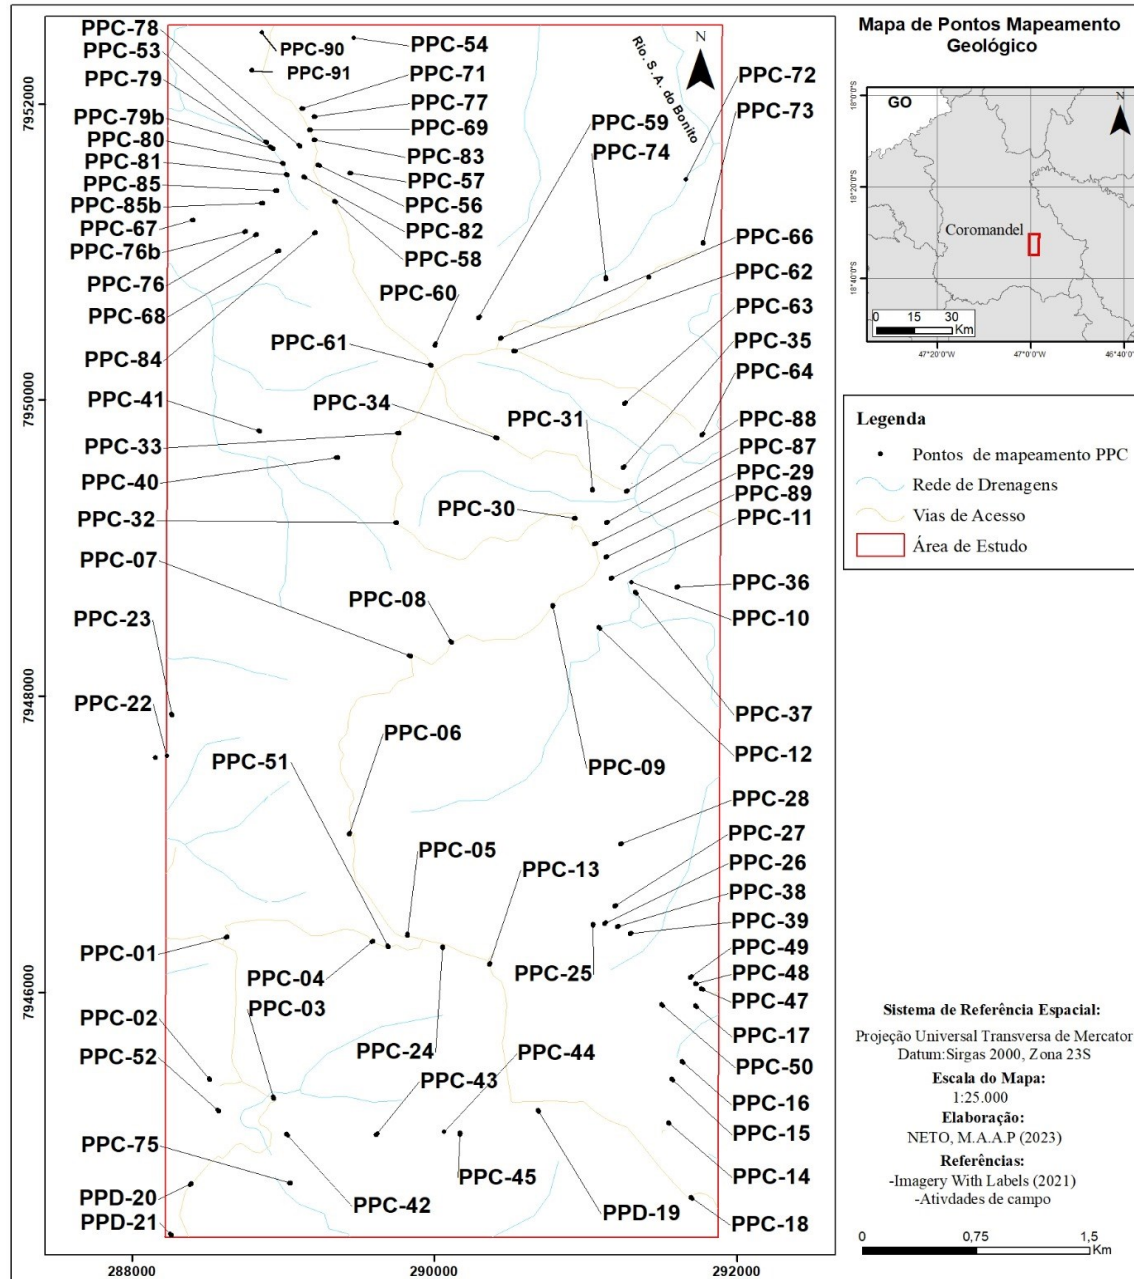 PPC-78
PPC-53
PPC-79
PPC-79b
PPC-80
PPC-81
PPC-85
PPC-85b
PPC-67
PPC-76b
PPC-76
PPC-68
PPC-84
PPC-41
PPC-33
PPC-40
PPC-32
PPC-07
PPC-23
PPC-22
PPC-01
PPC-02
PPC-52
PPC-75
PPD-20
PPD-21
PPC-90
PPC-91
PPC-54
PPC-71
PPC-77
PPC-69
PPC-83
PPC-57
PPC-56
PPC-82
PPC-58
PPC-60
PPC-61
PPC-34
PPC-59
PPC-74
PPC-31
PPC-30
PPC-08
PPC-06
PPC-51
PPC-05
PPC-13
PPC-09
PPC-04
PPC-03
PPC-24
PPC-25
PPC-44
PPC-43
PPC-45
PPC-42
PPD-19
N
Rio. S. A. do Bonito
PPC-72
PPC-73
PPC-66
PPC-62
PPC-63
PPC-35
PPC-64
PPC-88
PPC-87
PPC-29
PPC-89
PPC-11
PPC-36
PPC-10
PPC-37
PPC-12
PPC-28
PPC-27
PPC-26
PPC-38
PPC-39
PPC-49
PPC-48
PPC-47
PPC-17
PPC-50
PPC-16
PPC-15
PPC-14
PPC-18
7952000
7950000
7948000
7946000
288000
290000
292000
Mapa de Pontos Mapeamento
Geológico
GO
N
Coromandel
18°0'0"S
18°20'0"S
18°40'0"S
0 15 30
Km
47°20'0"W
47°0'0"W
46°40'0"W
Legenda
Pontos de mapeamento PPC
Rede de Drenagens
Vias de Acesso
Área de Estudo
Sistema de Referência Espacial:
Projeção Universal Transversa de Mercator
Datum:Sirgas 2000, Zona 23S
Escala do Mapa:
1:25.000
Elaboração:
NETO, M.A.A.P (2023)
Referências:
-Imagery With Labels (2021)
-Ativdades de campo
0 0,75 1,5
Km